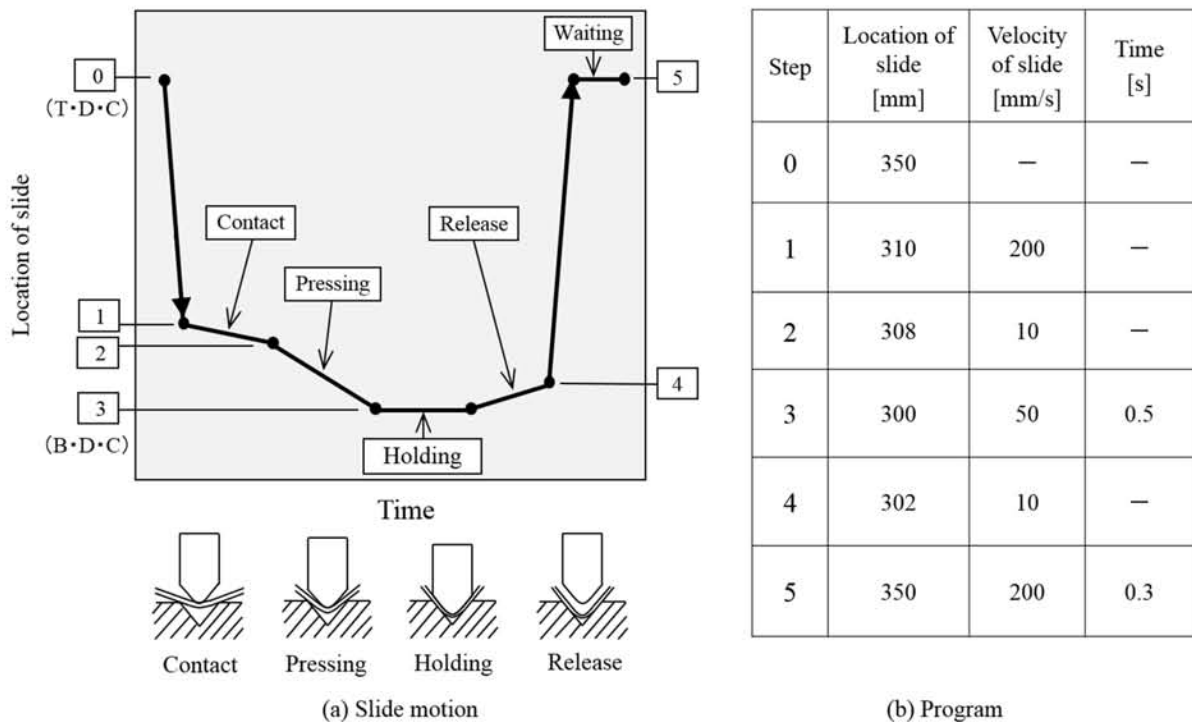 Waiting
0
(T・D・C)
5
Location of slide
Contact
Release
Pressing
1
2
4
3
(B・D・C)
Holding
Time
Contact Pressing Holding Release
(a) Slide motion
Step Location of slide [mm] Velocity of slide [mm/s] Time [s]
0 350 — —
1 310 200 —
2 308 10 —
3 300 50 0.5
4 302 10 —
5 350 200 0.3
(b) Program